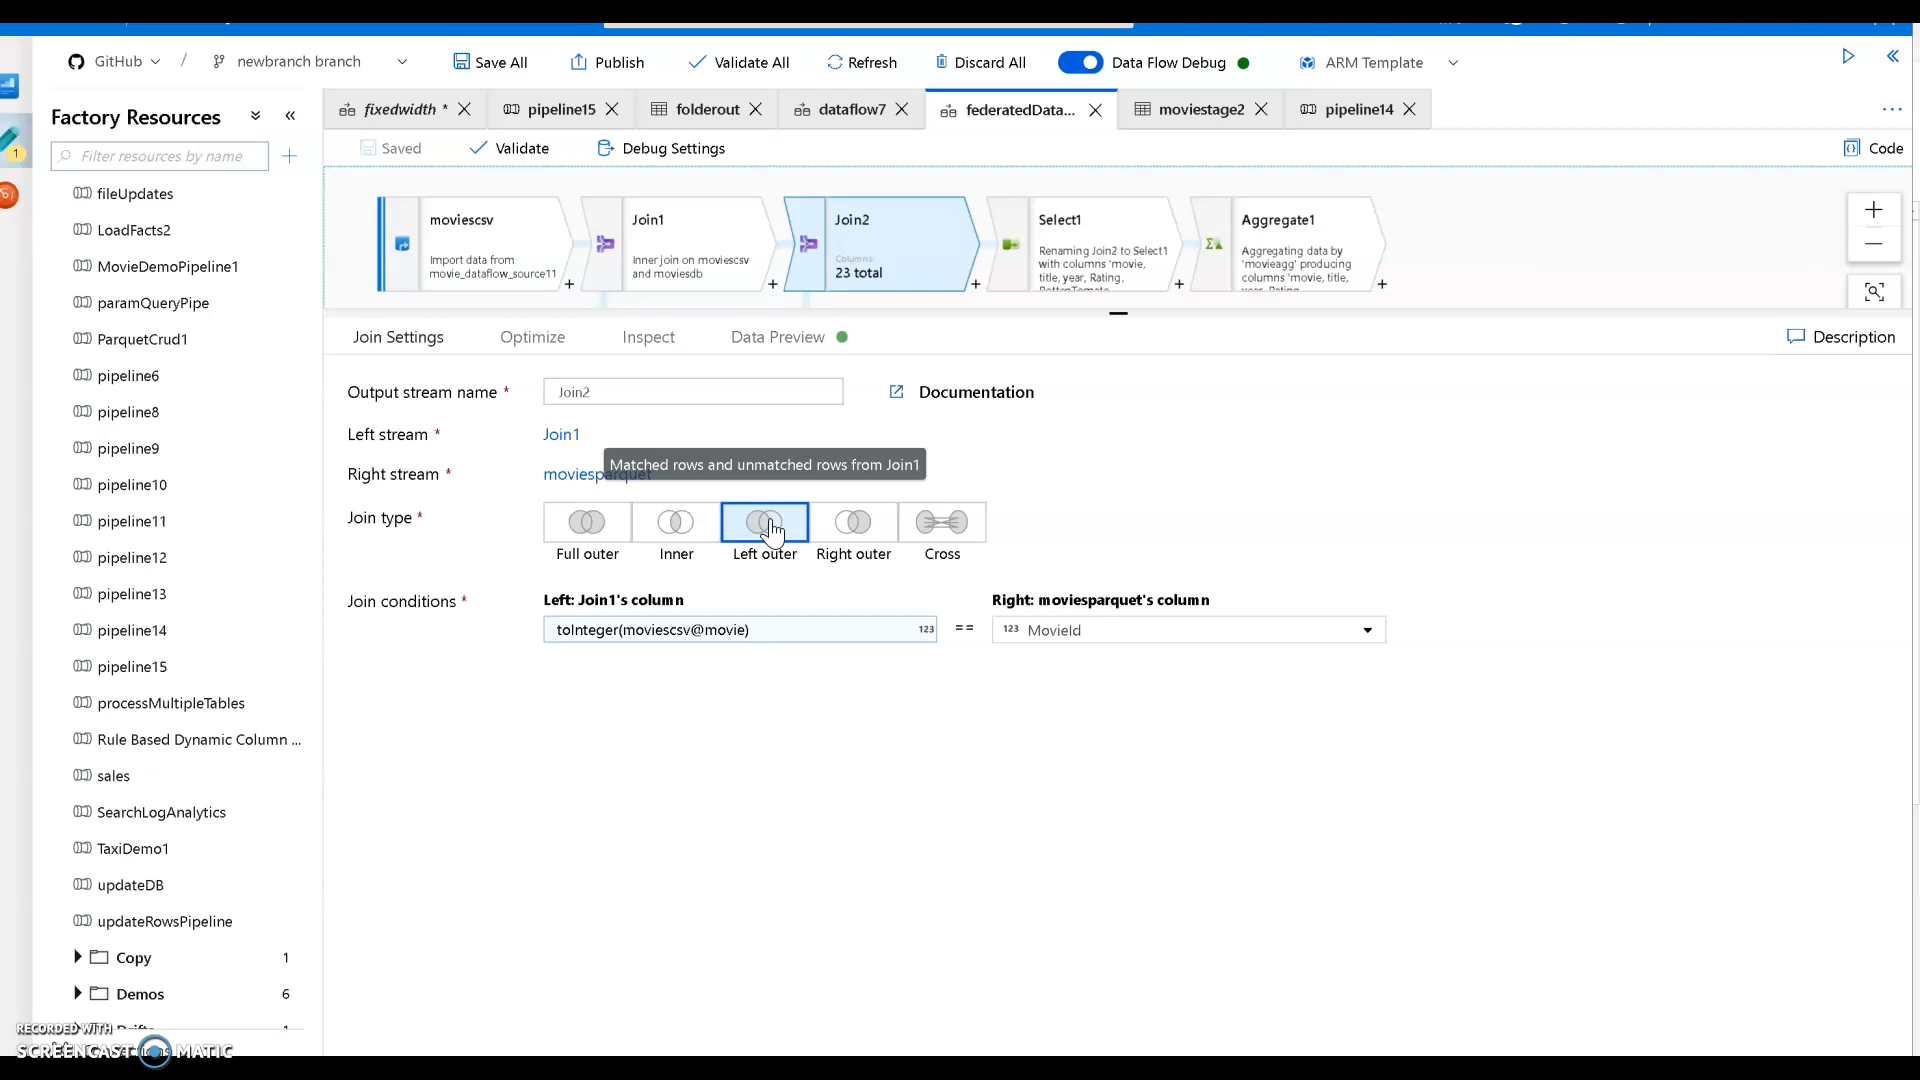 GitHub
/
newbranch branch
Save All
Publish
Validate All
Refresh
Discard All
Data Flow Debug
ARM Template
Factory Resources
Filter resources by name
1
fileUpdates
LoadFacts2
MovieDemoPipeline1
paramQueryPipe
ParquetCrud1
pipeline6
pipeline8
pipeline9
pipeline10
pipeline11
pipeline12
pipeline13
pipeline14
pipeline15
processMultipleTables
Rule Based Dynamic Column ...
sales
SearchLogAnalytics
TaxiDemo1
updateDB
updateRowsPipeline
Copy 1
Demos 6
RECORDED WITH
SCREENCAST MATIC
fixedwidth *
pipeline15
folderout
dataflow7
federatedData...
moviestage2
pipeline14
Saved
Validate
Debug Settings
Code
moviescsv
Import data from
movie_dataflow_source11
+
Join1
Inner join on moviescsv
and moviesdb
+
Join2
Columns:
23 total
+
Select1
Renaming Join2 to Select1
with columns 'movie,
title, year, Rating,
RottenTomato
+
Aggregate1
Aggregating data by
'movieagg' producing
columns 'movie, title,
year, Rating
+
Join Settings
Optimize
Inspect
Data Preview
Description
Output stream name *
Join2
Documentation
Left stream *
Join1
Matched rows and unmatched rows from Join1
Right stream *
moviesparquet
Join type *
Full outer
Inner
Left outer
Right outer
Cross
Join conditions *
Left: Join1's column
Right: moviesparquet's column
toInteger(moviescsv@movie) 123
==
123 MovieId